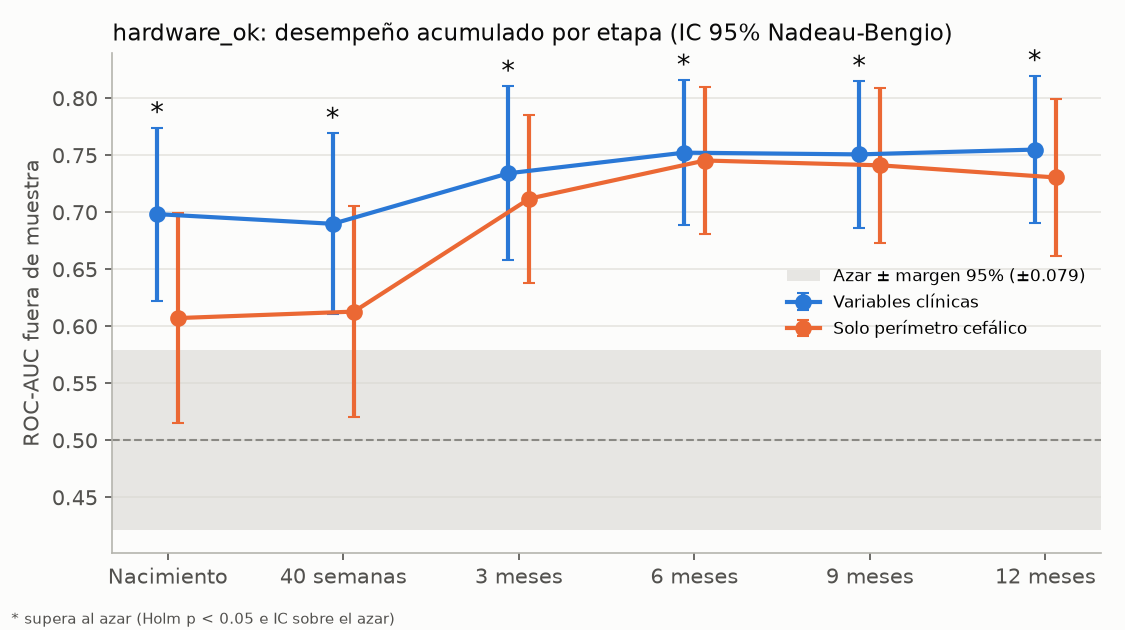 hardware_ok: desempeño acumulado por etapa (IC 95% Nadeau-Bengio)
ROC-AUC fuera de muestra
0.80
0.75
0.70
0.65
0.60
0.55
0.50
0.45
* * * * * *
Azar ± margen 95% (±0.079)
Variables clínicas
Solo perímetro cefálico
Nacimiento 40 semanas 3 meses 6 meses 9 meses 12 meses
* supera al azar (Holm p < 0.05 e IC sobre el azar)